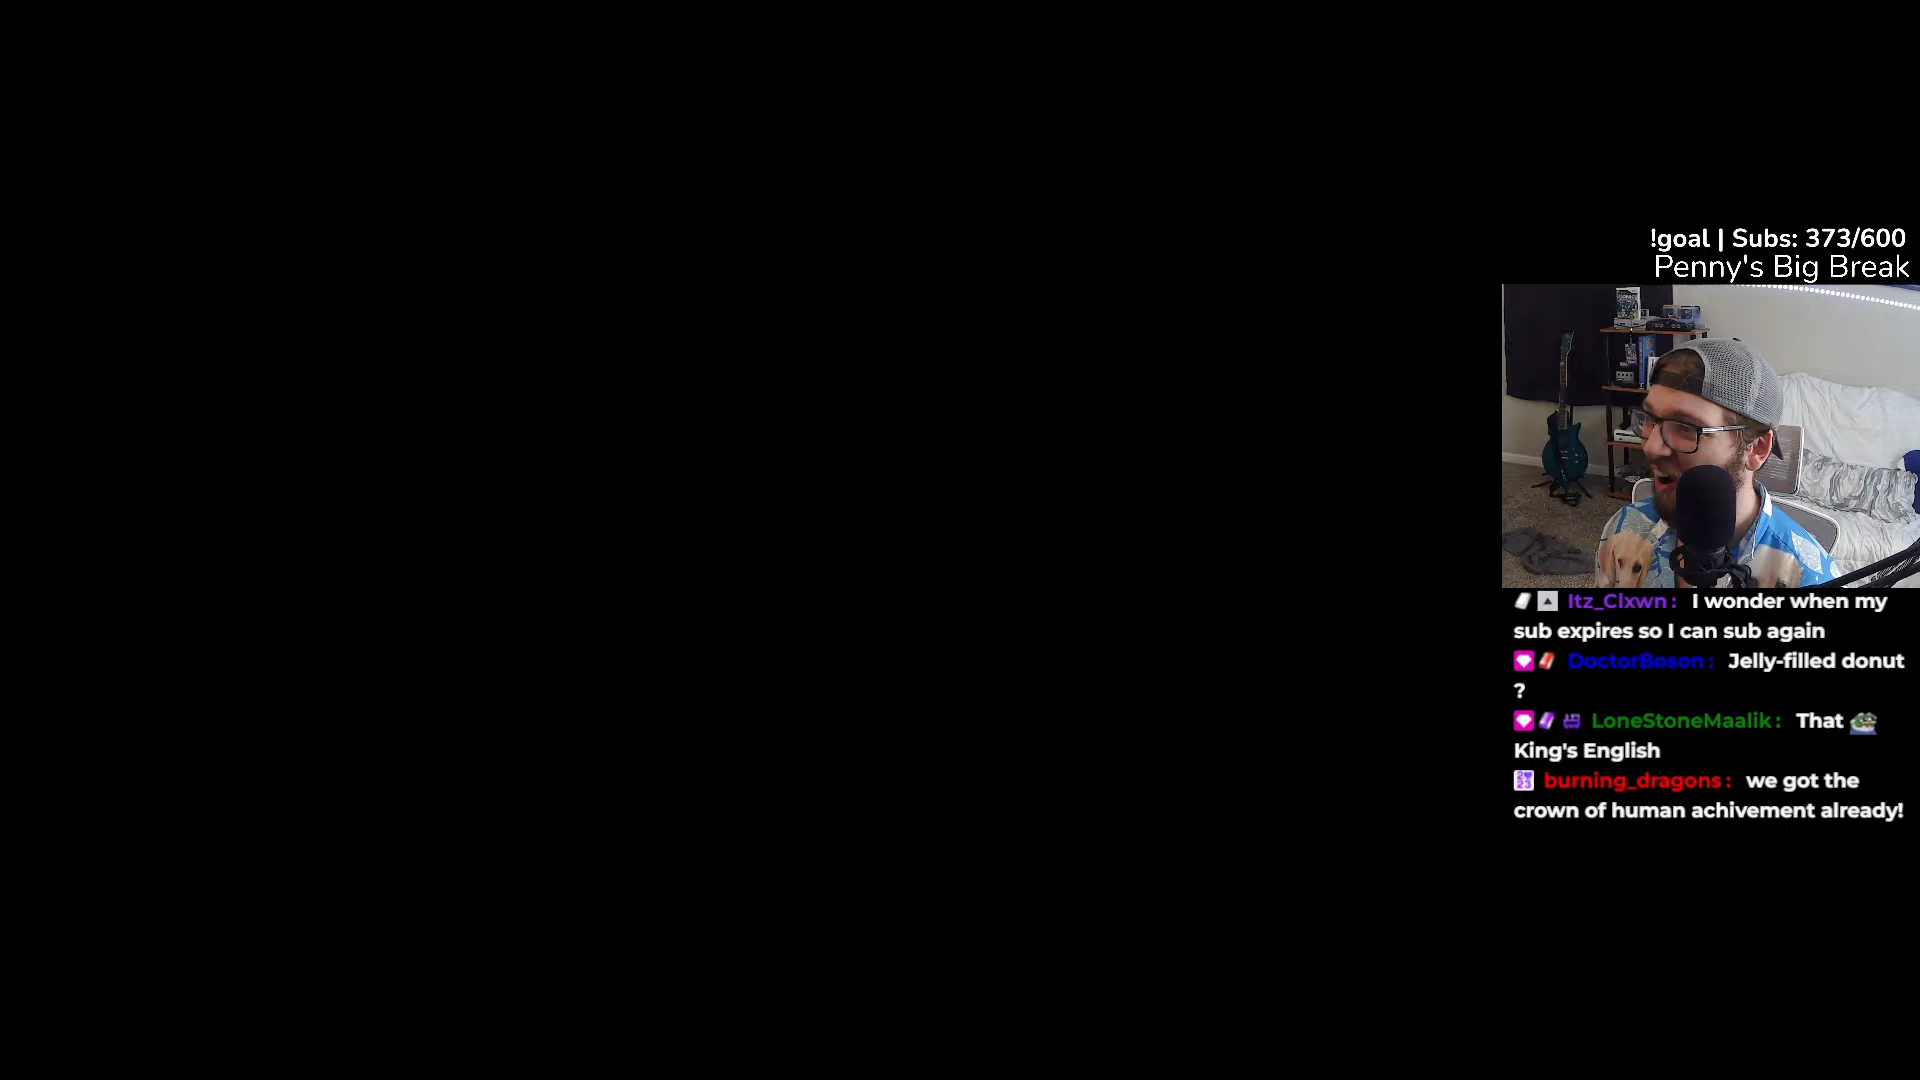 !goal | Subs: 373/600
Penny's Big Break
Itz_Clxwn: I wonder when my
sub expires so I can sub again
DoctorBoson: Jelly-filled donut
?
LoneStoneMaalik: That
King's English
burning_dragons: we got the
crown of human achivement already!